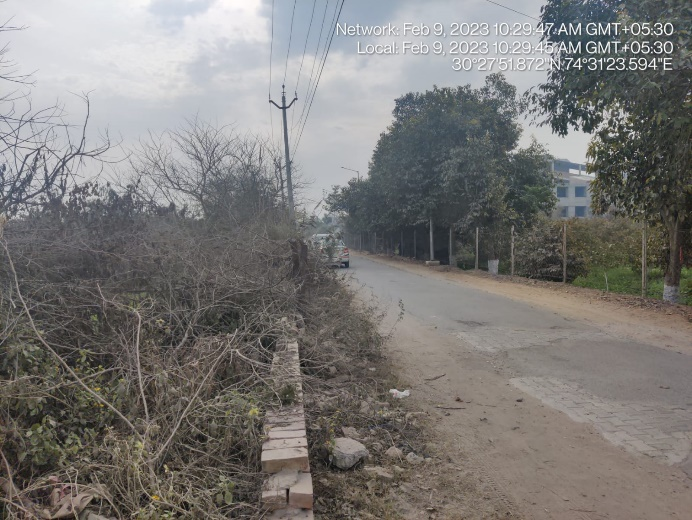 Network: Feb 9, 2023 10:29:47 AM GMT+05:30
Local: Feb 9, 2023 10:29:45 AM GMT+05:30
30°27'51.872"N 74°31'23.594"E